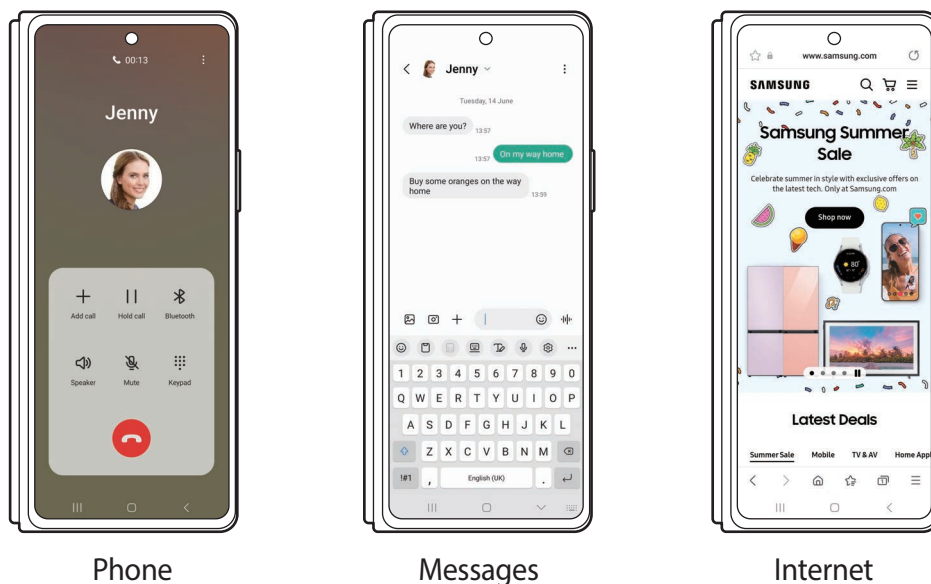 00:13
Jenny
Add call
Hold call
Bluetooth
Speaker
Mute
Keypad
Phone
Jenny
Tuesday, 14 June
Where are you?
13:57
13:57
On my way home
Buy some oranges on the way
home
13:59
1 2 3 4 5 6 7 8 9 0
Q W E R T Y U I O P
A S D F G H J K L
Z X C V B N M
!#1 , English (UK) .
Messages
www.samsung.com
SAMSUNG
Samsung Summer
Sale
Celebrate summer in style with exclusive offers on
the latest tech. Only at Samsung.com
Shop now
80°
Latest Deals
Summer Sale Mobile TV & AV Home Appl
1
Internet